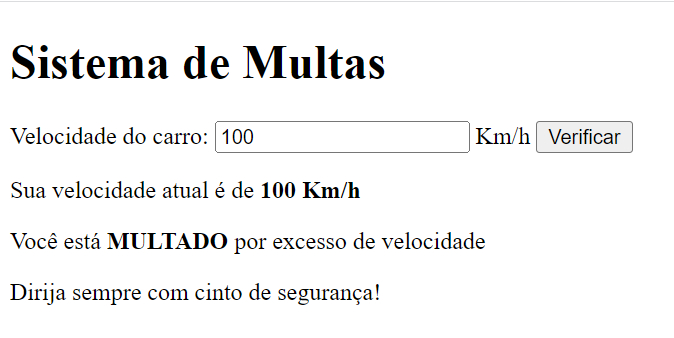 Sistema de Multas
Velocidade do carro: 100 Km/h Verificar
Sua velocidade atual é de 100 Km/h
Você está MULTADO por excesso de velocidade
Dirija sempre com cinto de segurança!